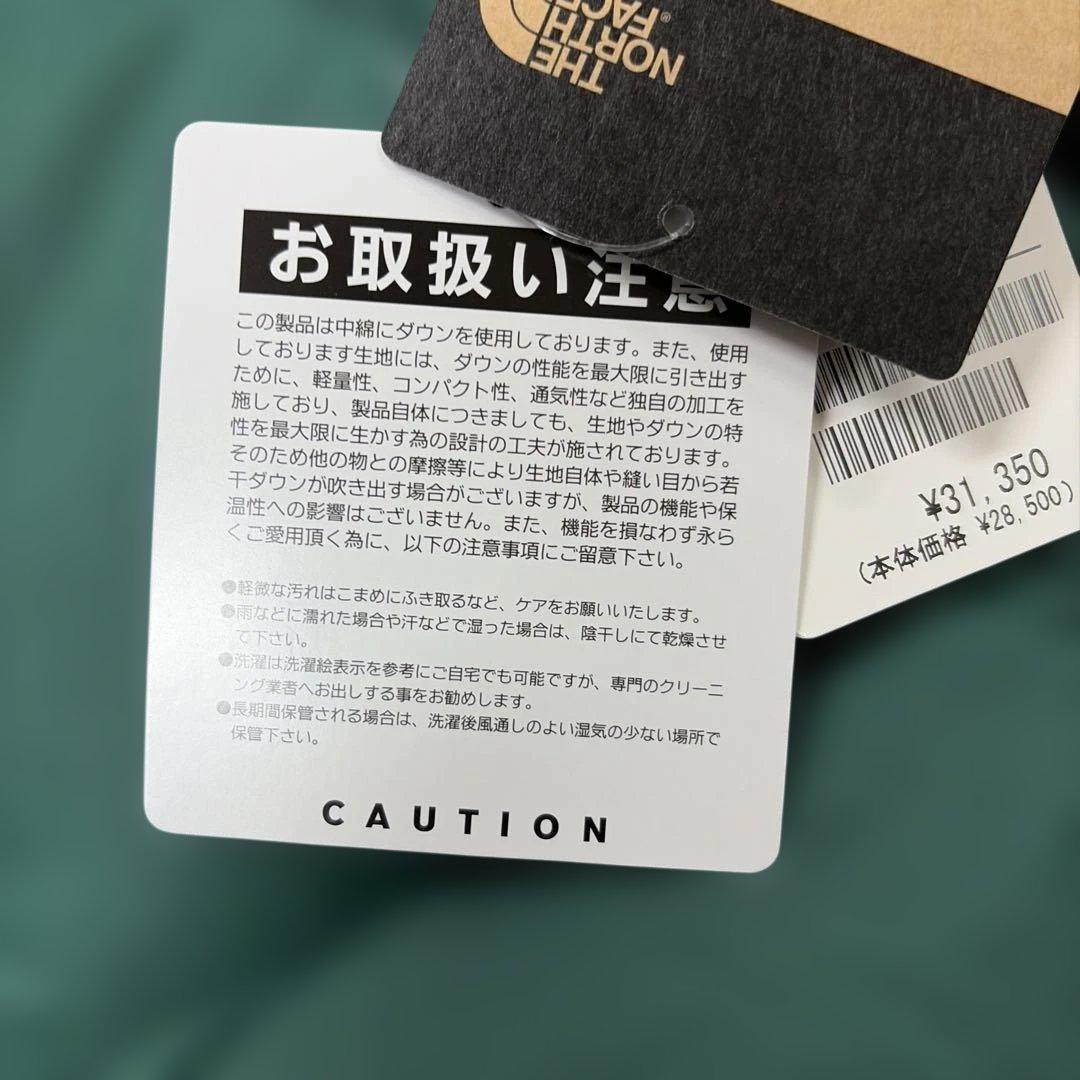 THE
NORTH
FACE
®
お取扱い注意
この製品は中綿にダウンを使用しております。また、使用
しております生地には、ダウンの性能を最大限に引き出す
ために、軽量性、コンパクト性、通気性など独自の加工を
施しており、製品自体につきましても、生地やダウンの特
性を最大限に生かす為の設計の工夫が施されております。
そのため他の物との摩擦等により生地自体や縫い目から若
干ダウンが吹き出す場合がございますが、製品の機能や保
温性への影響はございません。また、機能を損なわず永ら
くご愛用頂く為に、以下の注意事項にご留意下さい。
●軽微な汚れはこまめにふき取るなど、ケアをお願いいたします。
●雨などに濡れた場合や汗などで湿った場合は、陰干しにて乾燥させ
て下さい。
●洗濯は洗濯絵表示を参考にご自宅でも可能ですが、専門のクリーニ
ング業者へお出しする事をお勧めします。
●長期間保管される場合は、洗濯後風通しのよい湿気の少ない場所で
保管下さい。
CAUTION
¥31,350
(本体価格 ¥28,500)